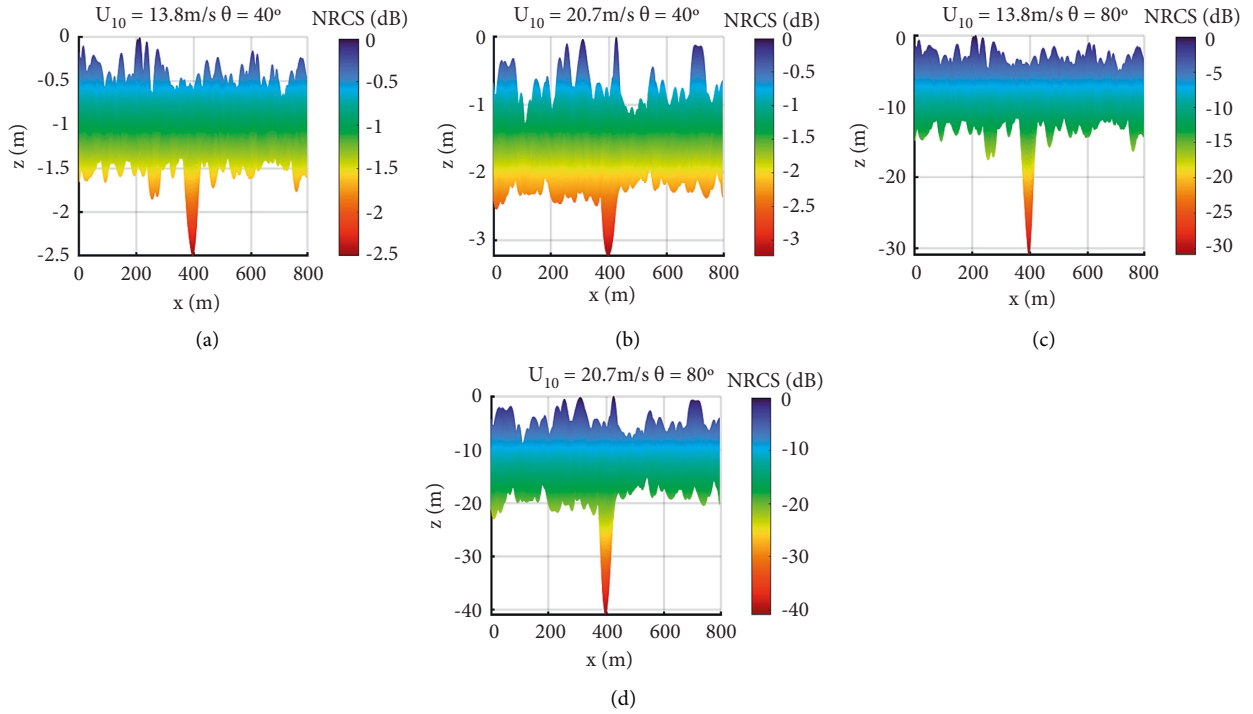 U10 = 13.8m/s θ = 40º NRCS (dB)
0
-0.5
-1
-1.5
-2
-2.5
z (m)
0 200 400 600 800
x (m)
0
-0.5
-1
-1.5
-2
-2.5
(a)
U10 = 20.7m/s θ = 40º NRCS (dB)
0
-1
-2
-3
z (m)
0 200 400 600 800
x (m)
0
-0.5
-1
-1.5
-2
-2.5
-3
(b)
U10 = 13.8m/s θ = 80º NRCS (dB)
0
-10
-20
-30
z (m)
0 200 400 600 800
x (m)
0
-5
-10
-15
-20
-25
-30
(c)
U10 = 20.7m/s θ = 80º NRCS (dB)
0
-10
-20
-30
-40
z (m)
0 200 400 600 800
x (m)
0
-10
-20
-30
-40
(d)